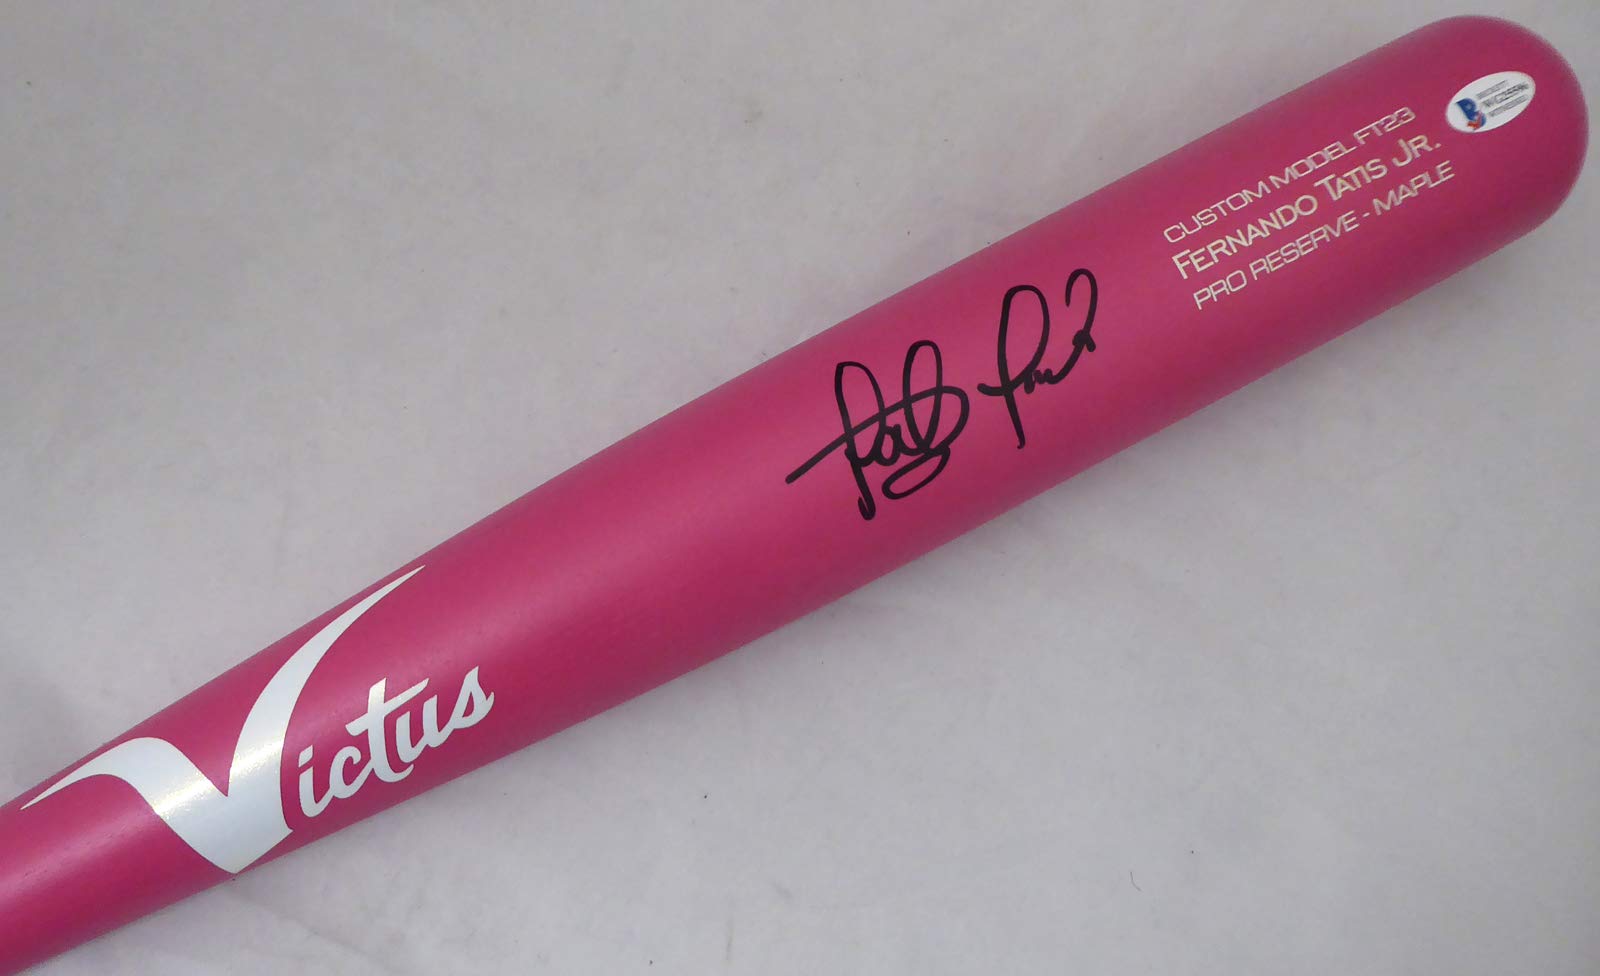 CUSTOM MODEL FT23
FERNANDO TATIS JR.
PRO RESERVE - MAPLE
Victus